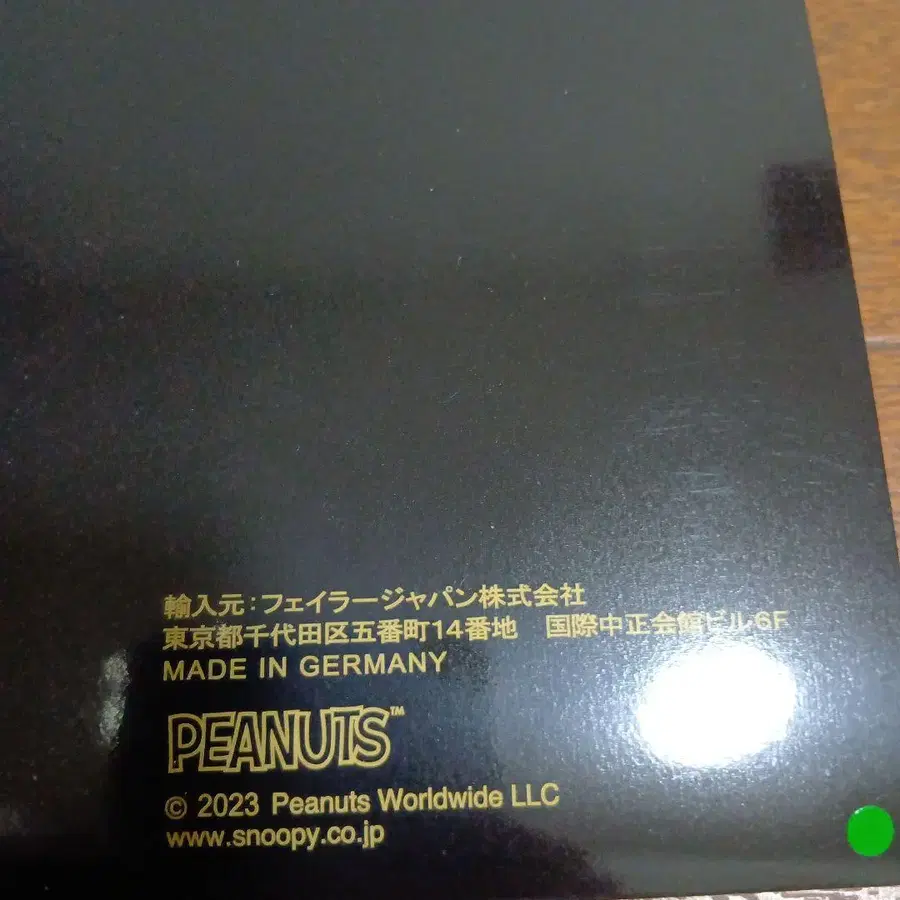 輸入元：フェイラージャパン株式会社
東京都千代田区五番町14番地　国際中正会館ビル6F
MADE IN GERMANY
PEANUTS™
© 2023 Peanuts Worldwide LLC
www.snoopy.co.jp